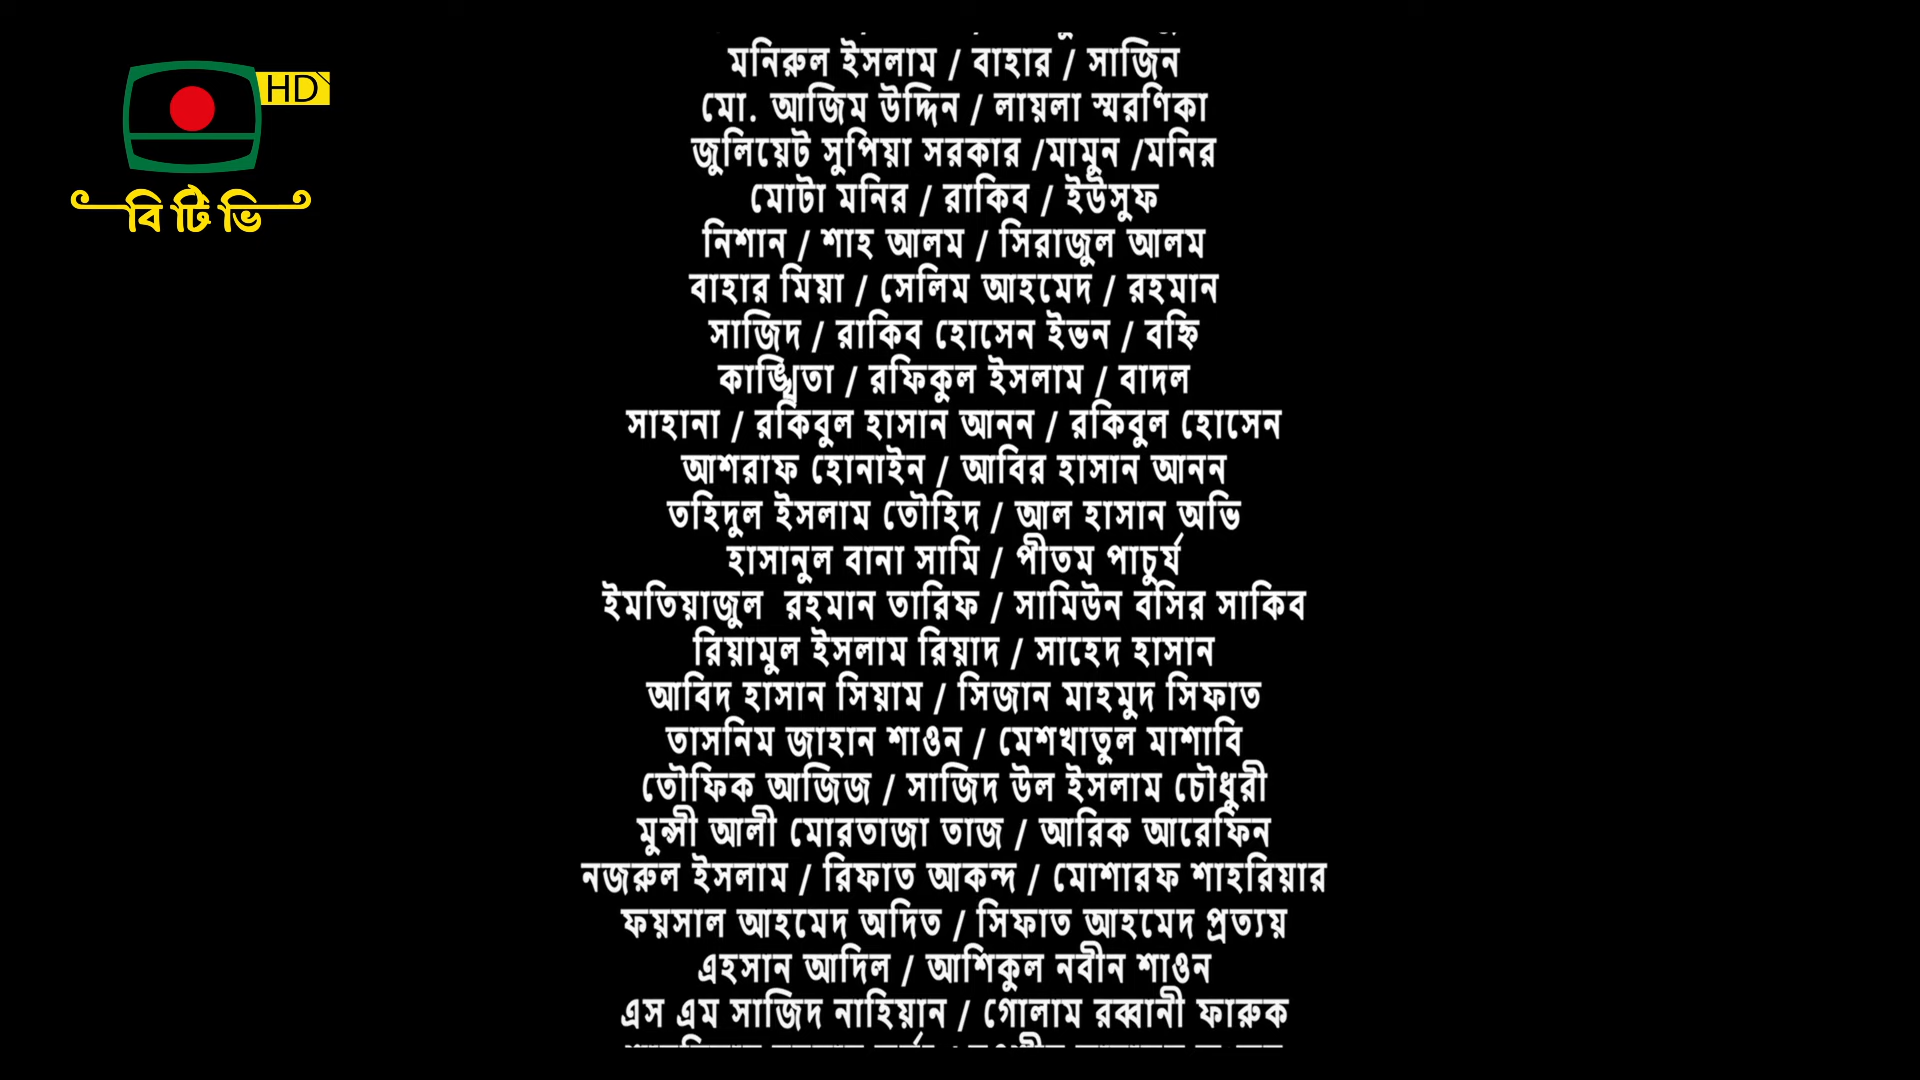 HD
বিটিভি
মনিরুল ইসলাম / বাহার / সাজিন
মো. আজিম উদ্দিন / লায়লা স্মরণিকা
জুলিয়েট সুপিয়া সরকার /মামুন /মনির
মোটা মনির / রাকিব / ইউসুফ
নিশান / শাহ আলম / সিরাজুল আলম
বাহার মিয়া / সেলিম আহমেদ / রহমান
সাজিদ / রাকিব হোসেন ইভন / বহ্নি
কাঙ্খিতা / রফিকুল ইসলাম / বাদল
সাহানা / রকিবুল হাসান আনন / রকিবুল হোসেন
আশরাফ হোনাইন / আবির হাসান আনন
তহিদুল ইসলাম তৌহিদ / আল হাসান অভি
হাসানুল বানা সামি / পীতম পাচুর্য
ইমতিয়াজুল রহমান তারিফ / সামিউন বসির সাকিব
রিয়ামুল ইসলাম রিয়াদ / সাহেদ হাসান
আবিদ হাসান সিয়াম / সিজান মাহমুদ সিফাত
তাসনিম জাহান শাওন / মেশখাতুল মাশাবি
তৌফিক আজিজ / সাজিদ উল ইসলাম চৌধুরী
মুন্সী আলী মোরতাজা তাজ / আরিক আরেফিন
নজরুল ইসলাম / রিফাত আকন্দ / মোশারফ শাহরিয়ার
ফয়সাল আহমেদ অদিত / সিফাত আহমেদ প্রত্যয়
এহসান আদিল / আশিকুল নবীন শাওন
এস এম সাজিদ নাহিয়ান / গোলাম রব্বানী ফারুক